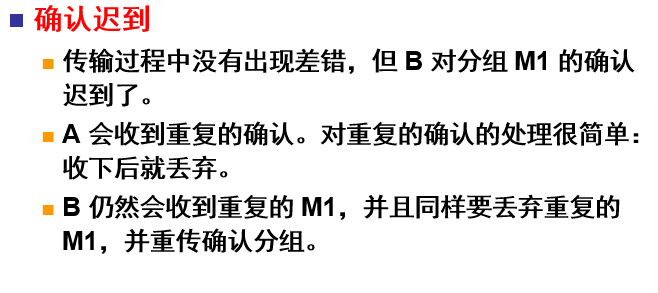 确认迟到
传输过程中没有出现差错，但 B 对分组 M1 的确认
迟到了。
A 会收到重复的确认。对重复的确认的处理很简单：
收下后就丢弃。
B 仍然会收到重复的 M1，并且同样要丢弃重复的
M1，并重传确认分组。